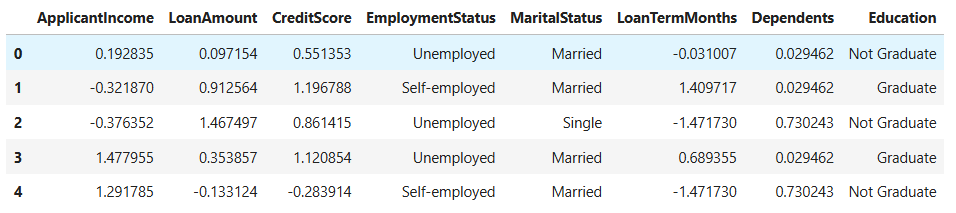 ApplicantIncome LoanAmount CreditScore EmploymentStatus MaritalStatus LoanTermMonths Dependents Education
0 0.192835 0.097154 0.551353 Unemployed Married -0.031007 0.029462 Not Graduate
1 -0.321870 0.912564 1.196788 Self-employed Married 1.409717 0.029462 Graduate
2 -0.376352 1.467497 0.861415 Unemployed Single -1.471730 0.730243 Not Graduate
3 1.477955 0.353857 1.120854 Unemployed Married 0.689355 0.029462 Graduate
4 1.291785 -0.133124 -0.283914 Self-employed Married -1.471730 0.730243 Not Graduate